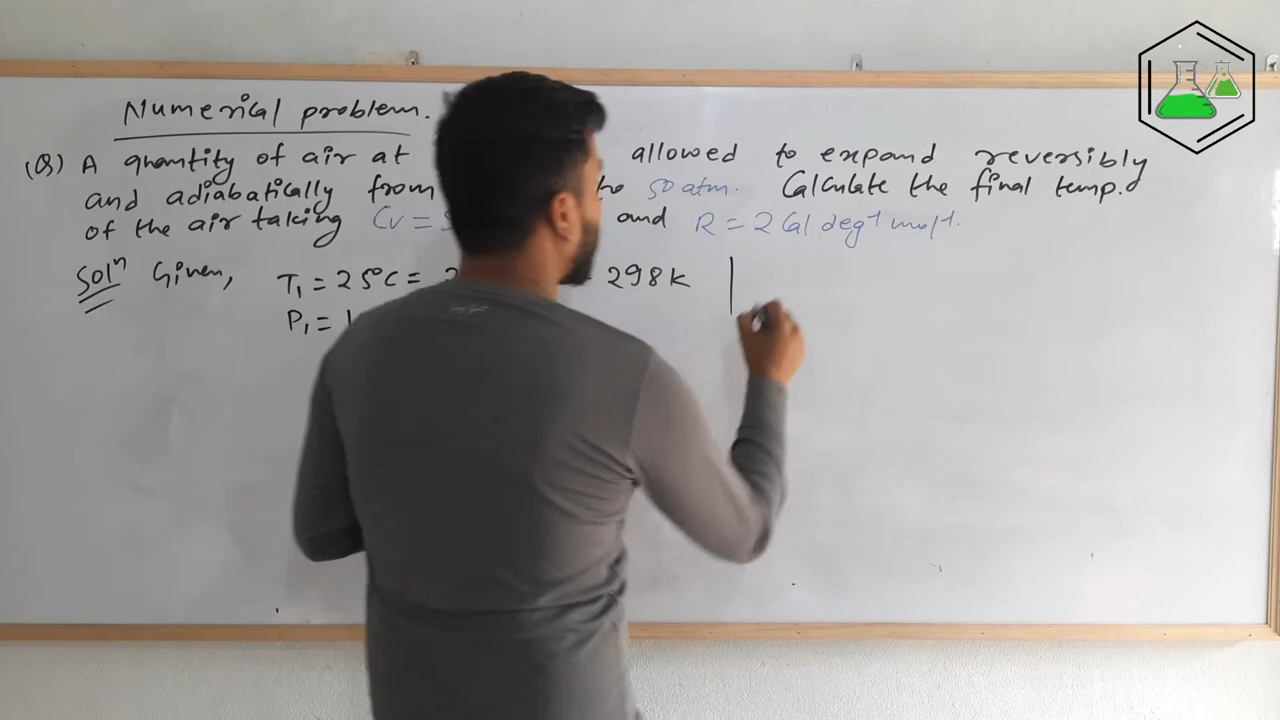 Numerical problem.
(Q) A quantity of air at allowed to expand reversibly
and adiabatically from to 50 atm. Calculate the final temp.
of the air taking Cv = 5 and R = 2 Cal deg⁻¹ mol⁻¹.
Solⁿ Given, T₁ = 25°C = 2 298 K
P₁ = 1